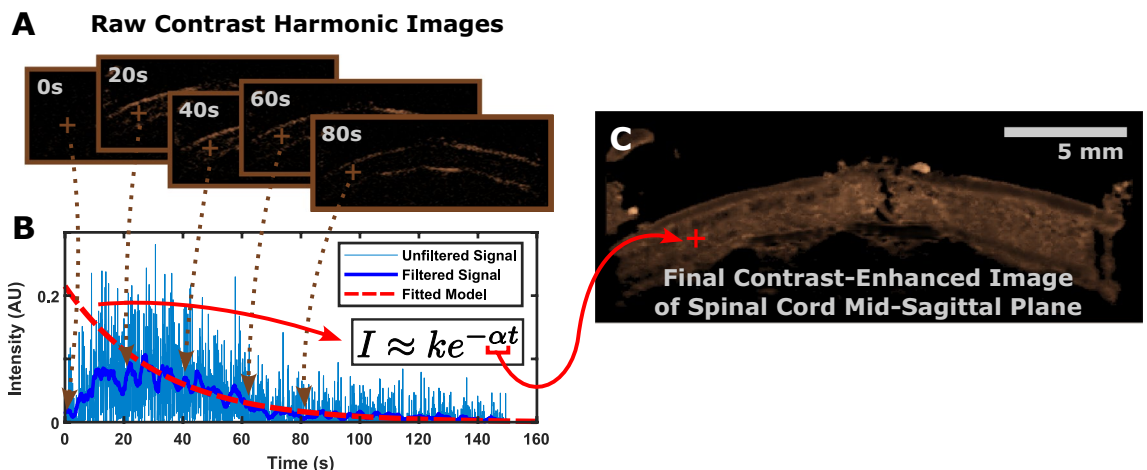 A
Raw Contrast Harmonic Images
0s
20s
40s
60s
80s
B
Intensity (AU)
0.2
0
0 20 40 60 80 100 120 140 160
Time (s)
Unfiltered Signal
Filtered Signal
Fitted Model
I ≈ ke^{-αt}
C
5 mm
Final Contrast-Enhanced Image
of Spinal Cord Mid-Sagittal Plane